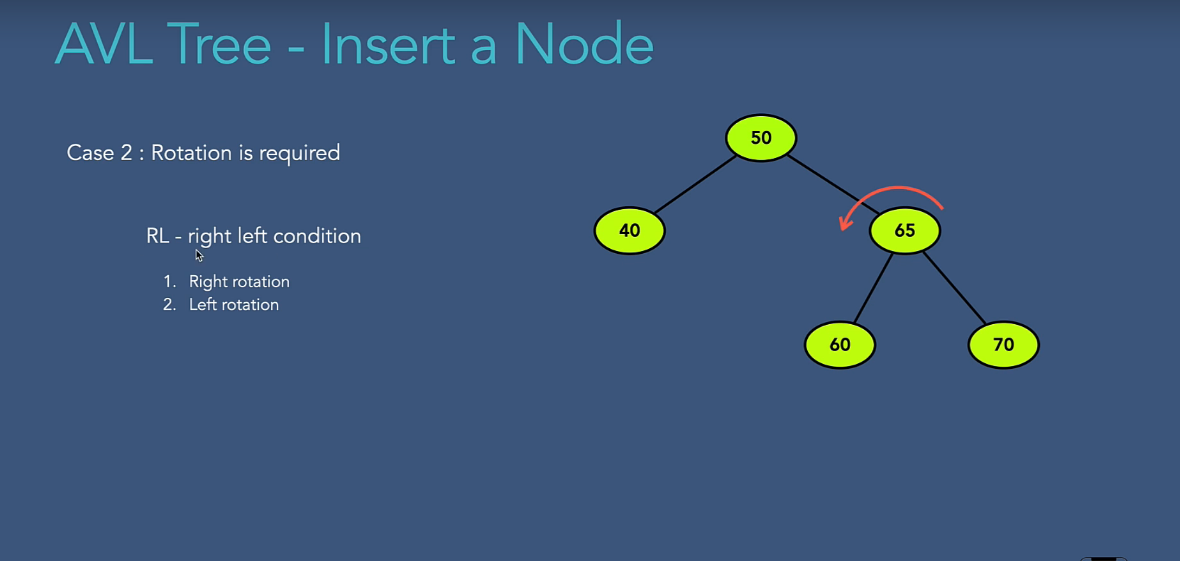 AVL Tree - Insert a Node
Case 2 : Rotation is required
RL - right left condition
1. Right rotation
2. Left rotation
50
40
65
60
70